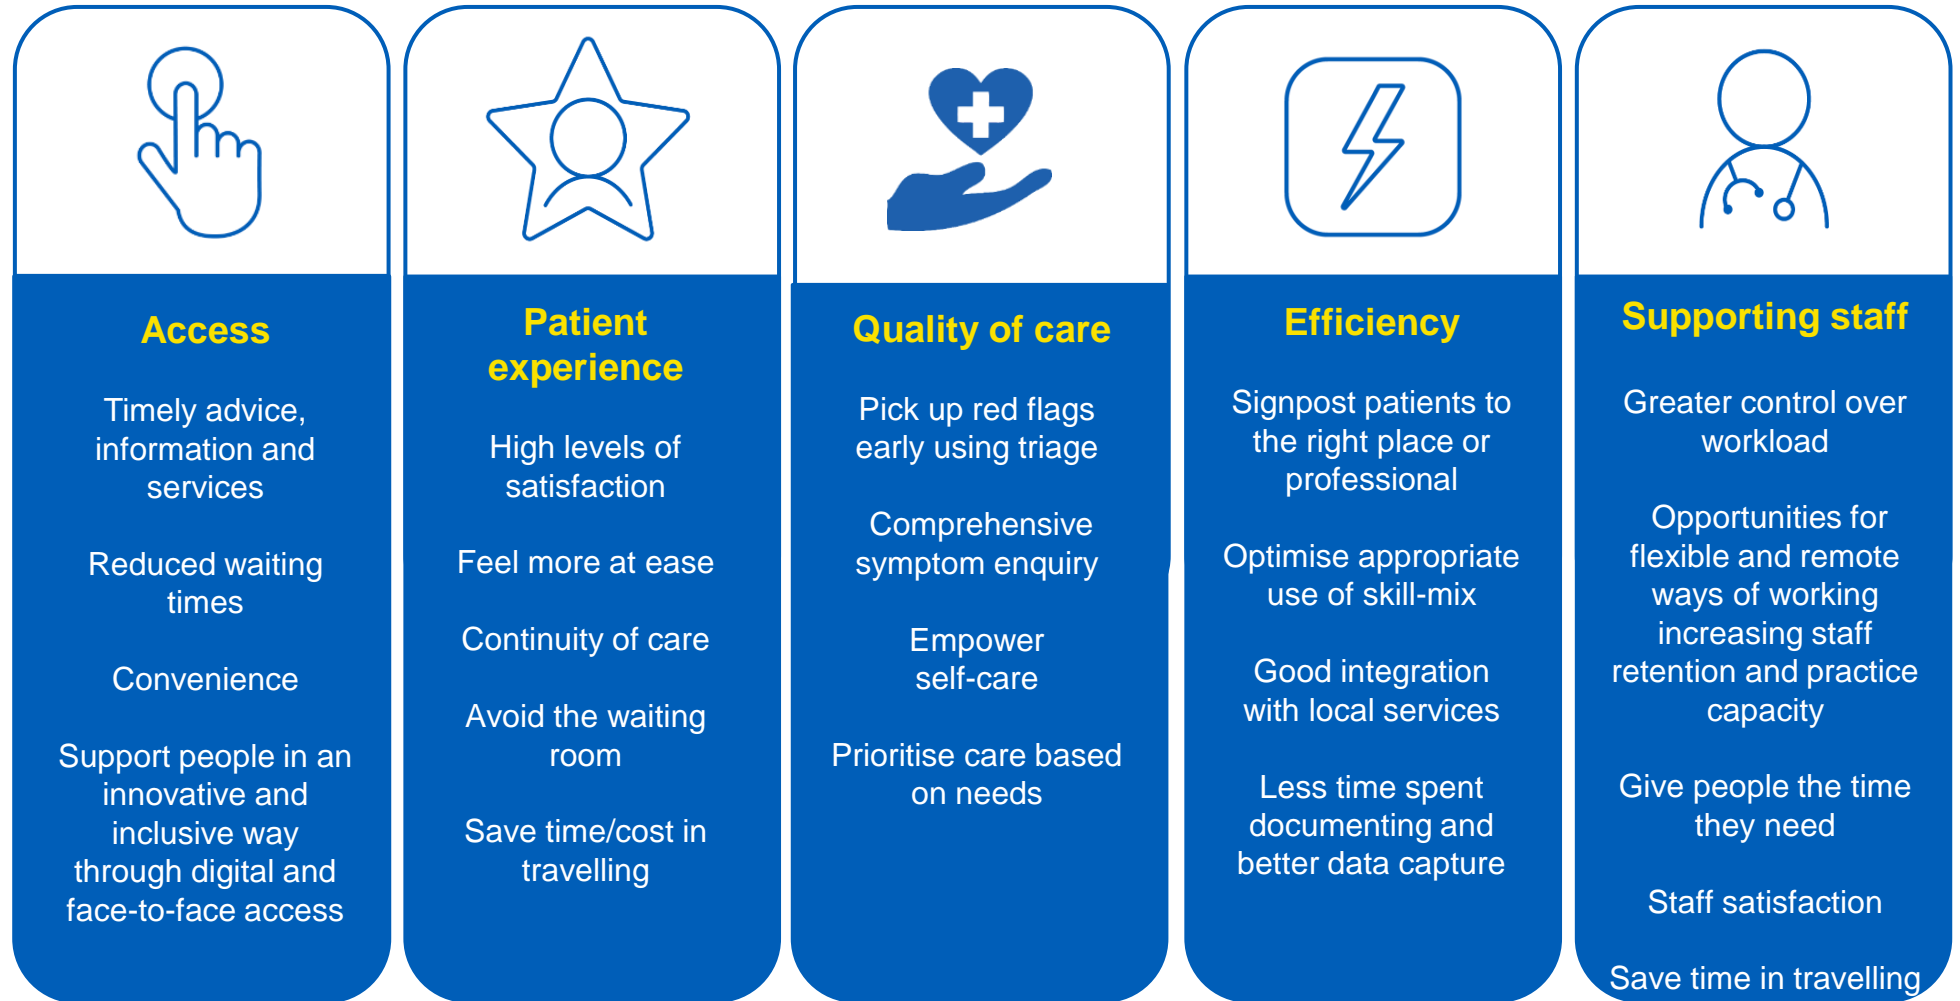 Access
Timely advice,
information and
services
Reduced waiting
times
Convenience
Support people in an
innovative and
inclusive way
through digital and
face-to-face access
Patient
experience
High levels of
satisfaction
Feel more at ease
Continuity of care
Avoid the waiting
room
Save time/cost in
travelling
Quality of care
Pick up red flags
early using triage
Comprehensive
symptom enquiry
Empower
self-care
Prioritise care based
on needs
Efficiency
Signpost patients to
the right place or
professional
Optimise appropriate
use of skill-mix
Good integration
with local services
Less time spent
documenting and
better data capture
Supporting staff
Greater control over
workload
Opportunities for
flexible and remote
ways of working
increasing staff
retention and practice
capacity
Give people the time
they need
Staff satisfaction
Save time in travelling